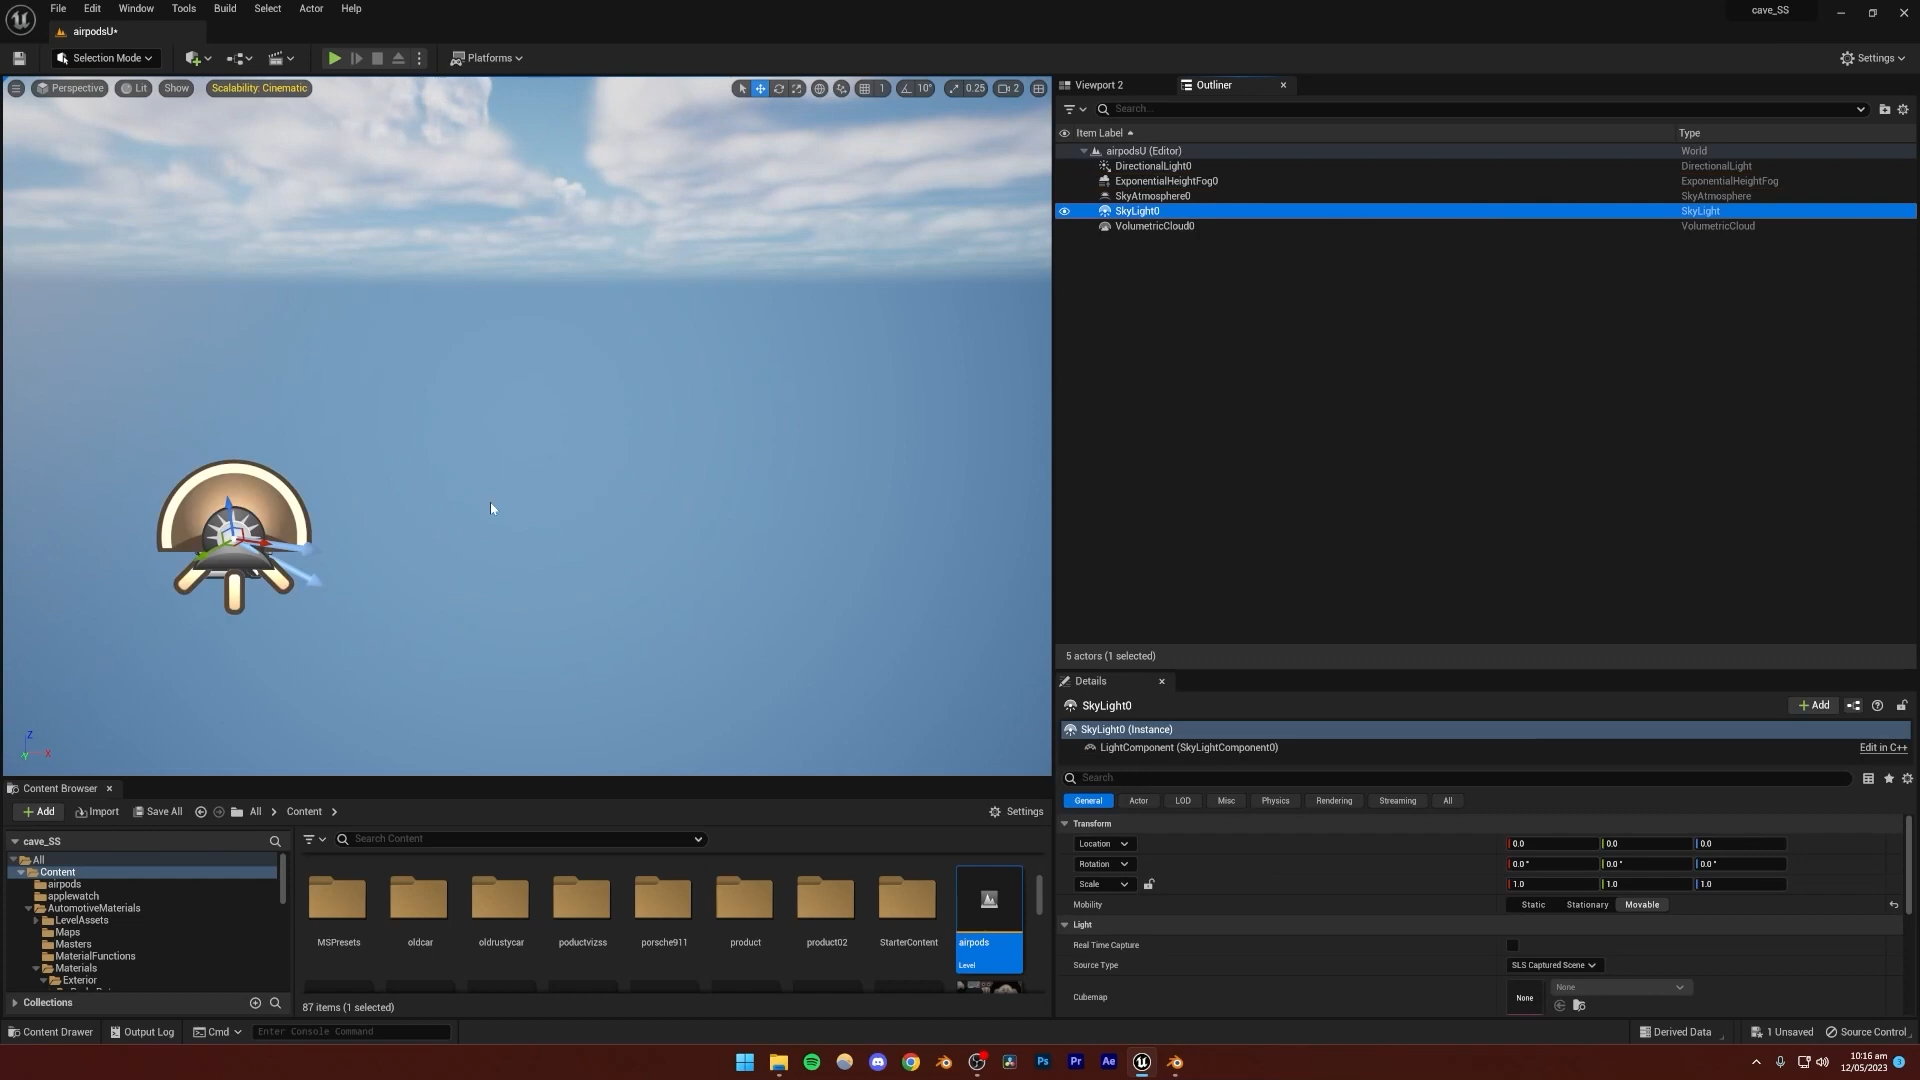 File Edit Window Tools Build Select Actor Help
cave_SS
airpodsU*
Selection Mode
Platforms
Settings
Perspective
Lit
Show
Scalability: Cinematic
1
10°
0.25
2
Viewport 2
Outliner
Search...
Item Label
Type
airpodsU (Editor)
World
DirectionalLight0
DirectionalLight
ExponentialHeightFog0
ExponentialHeightFog
SkyAtmosphere0
SkyAtmosphere
SkyLight0
SkyLight
VolumetricCloud0
VolumetricCloud
5 actors (1 selected)
Details
SkyLight0
Add
SkyLight0 (Instance)
LightComponent (SkyLightComponent0)
Edit in C++
Search
General
Actor
LOD
Misc
Physics
Rendering
Streaming
All
Transform
Location
0.0
0.0
0.0
Rotation
0.0 °
0.0 °
0.0 °
Scale
1.0
1.0
1.0
Mobility
Static
Stationary
Movable
Light
Real Time Capture
Source Type
SLS Captured Scene
Cubemap
None
None
Z
Y
X
Content Browser
Add
Import
Save All
All
Content
Settings
cave_SS
Search Content
All
Content
airpods
applewatch
AutomotiveMaterials
LevelAssets
Maps
Masters
MaterialFunctions
Materials
Exterior
Collections
MSPresets
oldcar
oldrustycar
poductvizss
porsche911
product
product02
StarterContent
airpods
Level
87 items (1 selected)
Content Drawer
Output Log
Cmd
Enter Console Command
Derived Data
1 Unsaved
Source Control
Ps
Pr
Ae
10:16 am
12/05/2023
3